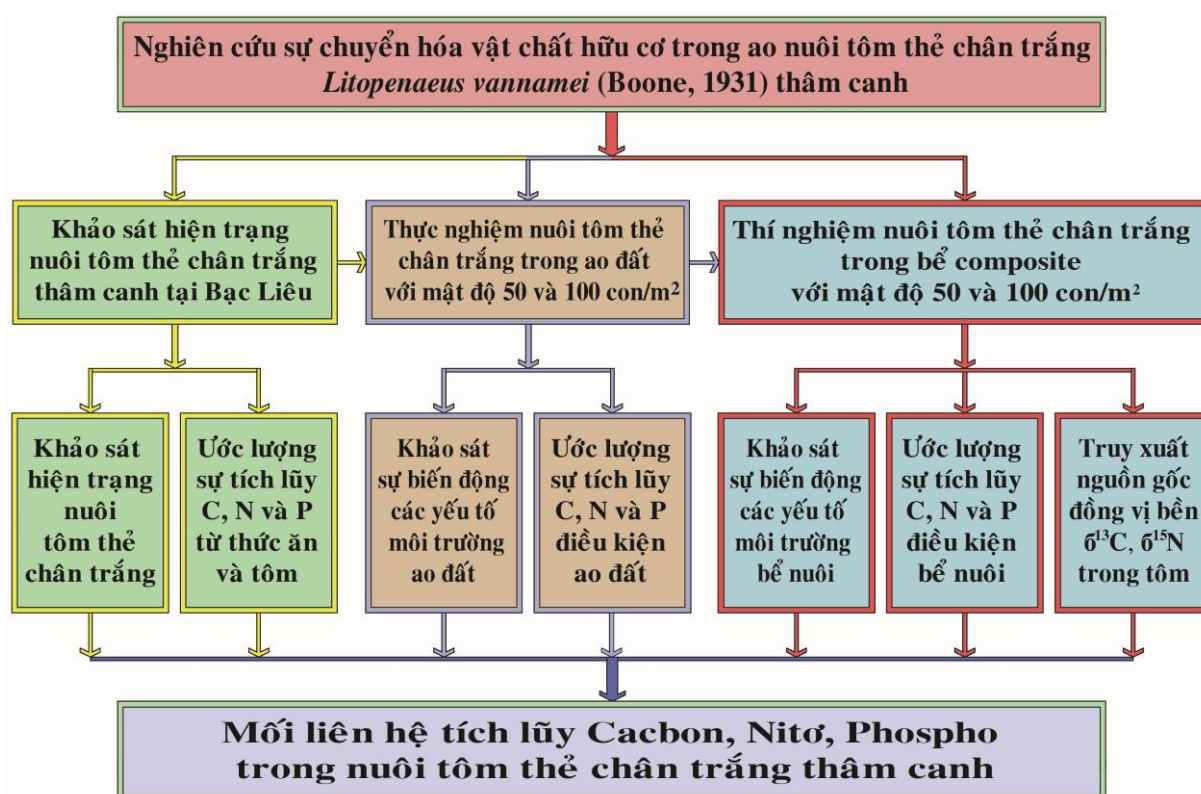 Nghiên cứu sự chuyển hóa vật chất hữu cơ trong ao nuôi tôm thẻ chân trắng
Litopenaeus vannamei (Boone, 1931) thâm canh
Khảo sát hiện trạng
nuôi tôm thẻ chân trắng
thâm canh tại Bạc Liêu
Thực nghiệm nuôi tôm thẻ
chân trắng trong ao đất
với mật độ 50 và 100 con/m²
Thí nghiệm nuôi tôm thẻ chân trắng
trong bể composite
với mật độ 50 và 100 con/m²
Khảo sát
hiện trạng
nuôi
tôm thẻ
chân trắng
Ước lượng
sự tích lũy
C, N và P
từ thức ăn
và tôm
Khảo sát
sự biến động
các yếu tố
môi trường
ao đất
Ước lượng
sự tích lũy
C, N và P
điều kiện
ao đất
Khảo sát
sự biến động
các yếu tố
môi trường
bể nuôi
Ước lượng
sự tích lũy
C, N và P
điều kiện
bể nuôi
Truy xuất
nguồn gốc
đồng vị bền
δ¹³C, δ¹⁵N
trong tôm
Mối liên hệ tích lũy Cacbon, Nitơ, Phospho
trong nuôi tôm thẻ chân trắng thâm canh